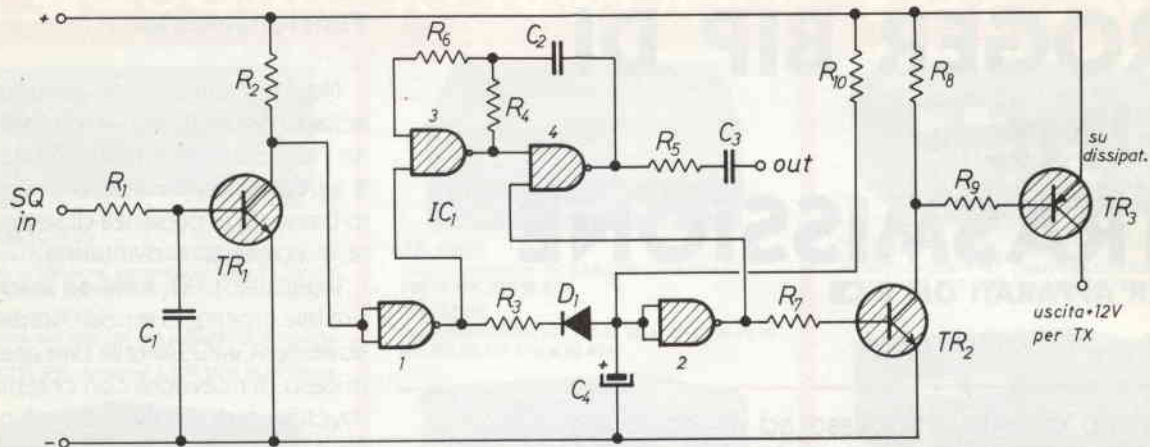 +
R2
SQ
in
R1
C1
TR1
R6
C2
R4
3
4
R5
C3
out
IC1
1
R3
D1
C4
+
2
R7
R10
R8
R9
TR2
su
dissipat.
TR3
uscita+12V
per TX
-